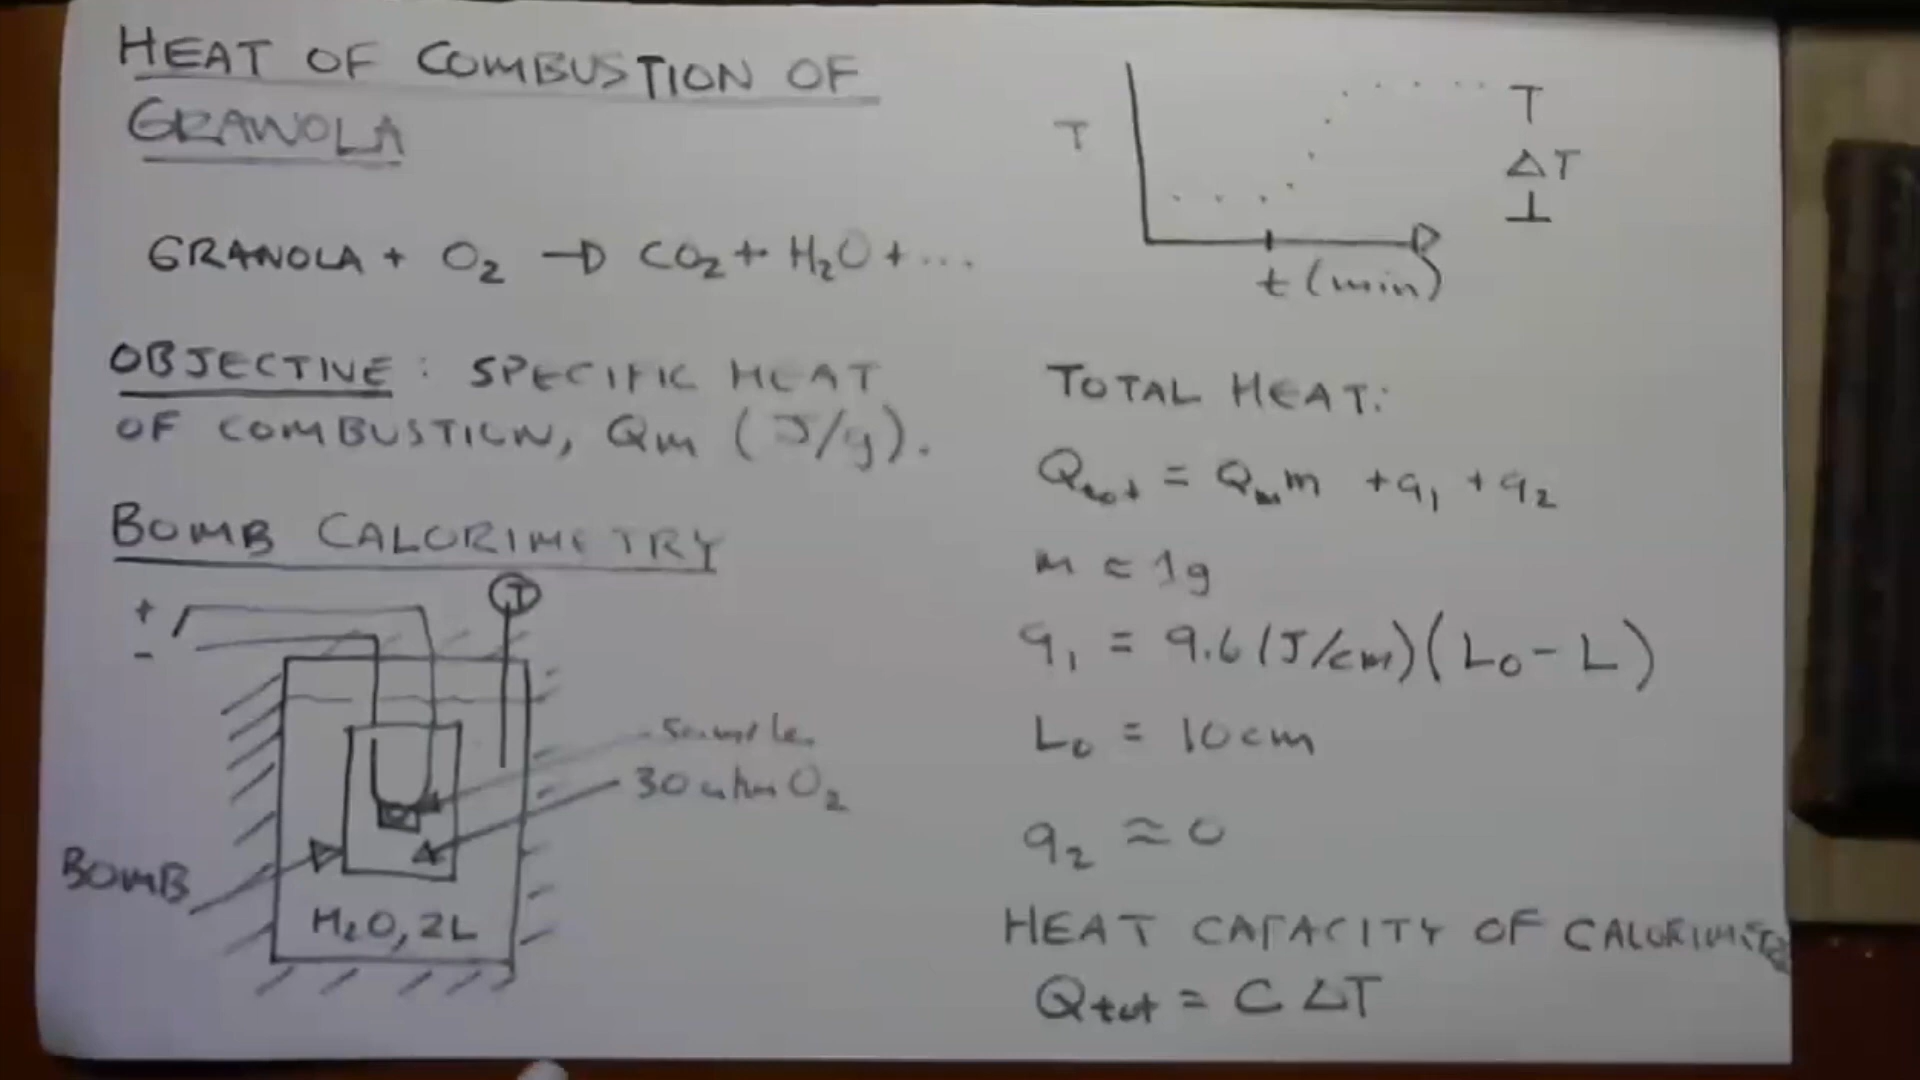 HEAT OF COMBUSTION OF
GRANOLA
GRANOLA + O2 → CO2 + H2O + ...
OBJECTIVE: SPECIFIC HEAT
OF COMBUSTION, Qm (J/g).
BOMB CALORIMETRY
+
-
T
sample
30 atm O2
BOMB
H2O, 2L
T
t (min)
T
ΔT
⊥
TOTAL HEAT:
Qtot = Qm m + q1 + q2
m ≈ 1g
q1 = 9.6 (J/cm)(L0 - L)
L0 = 10cm
q2 ≈ 0
HEAT CAPACITY OF CALORIMETER
Qtot = C ΔT